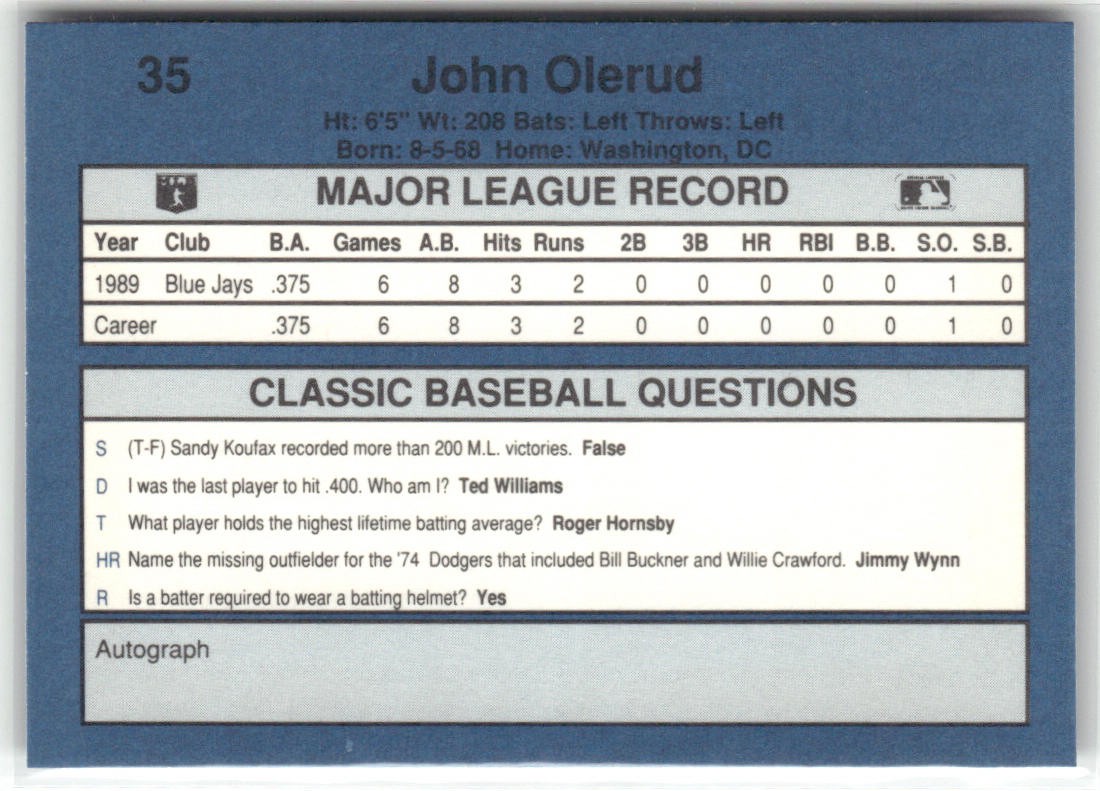 35 John Olerud
Ht: 6'5" Wt: 208 Bats: Left Throws: Left
Born: 8-5-68 Home: Washington, DC
MAJOR LEAGUE RECORD
Year Club B.A. Games A.B. Hits Runs 2B 3B HR RBI B.B. S.O. S.B.
1989 Blue Jays .375 6 8 3 2 0 0 0 0 0 1 0
Career .375 6 8 3 2 0 0 0 0 0 1 0
CLASSIC BASEBALL QUESTIONS
S (T-F) Sandy Koufax recorded more than 200 M.L. victories. False
D I was the last player to hit .400. Who am I? Ted Williams
T What player holds the highest lifetime batting average? Roger Hornsby
HR Name the missing outfielder for the '74 Dodgers that included Bill Buckner and Willie Crawford. Jimmy Wynn
R Is a batter required to wear a batting helmet? Yes
Autograph